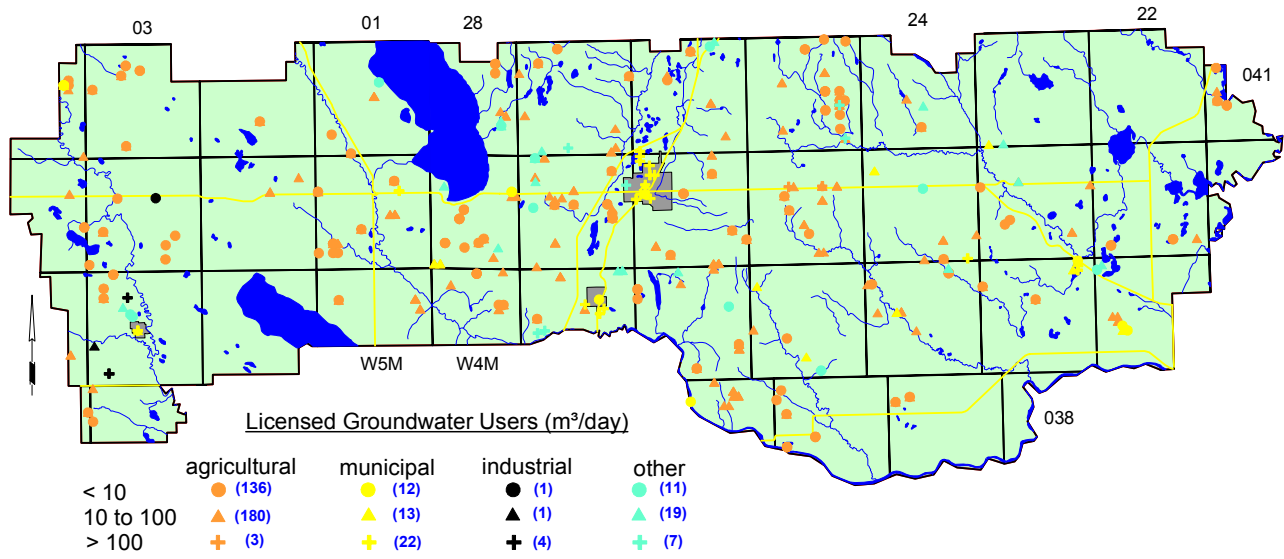 03 01 28 24 22
041
W5M W4M
038
Licensed Groundwater Users (m³/day)
agricultural municipal industrial other
< 10 (136) (12) (1) (11)
10 to 100 (180) (13) (1) (19)
> 100 (3) (22) (4) (7)